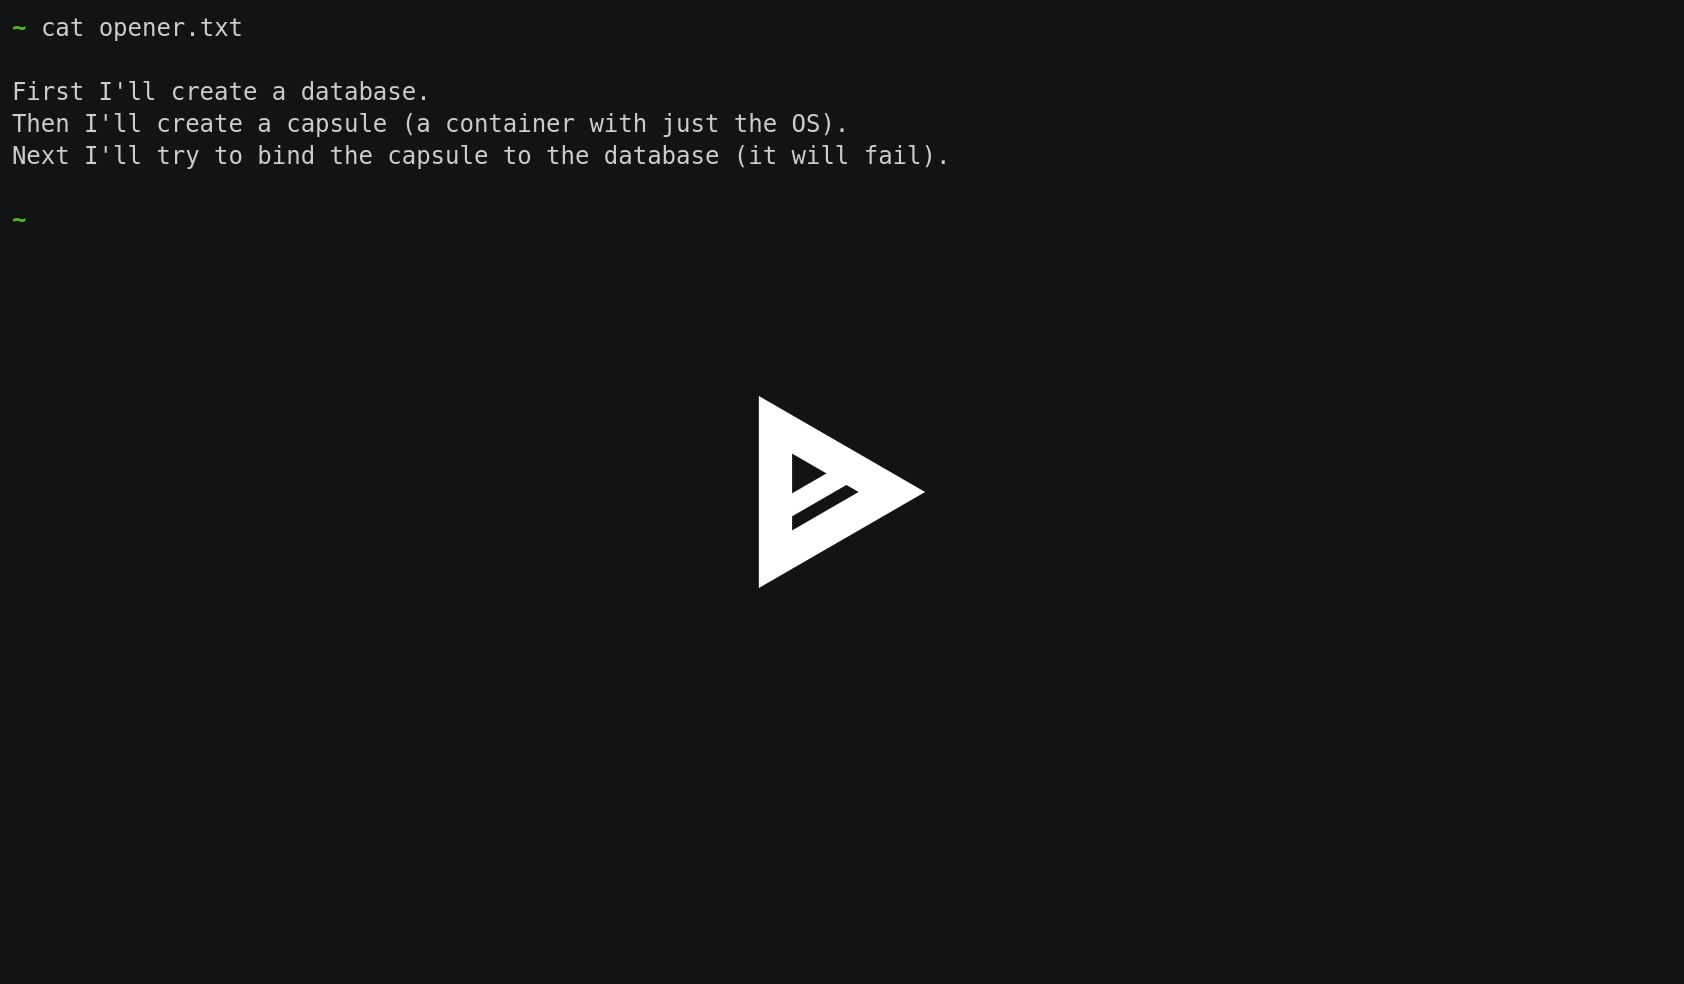 ~ cat opener.txt
First I'll create a database.
Then I'll create a capsule (a container with just the OS).
Next I'll try to bind the capsule to the database (it will fail).
~